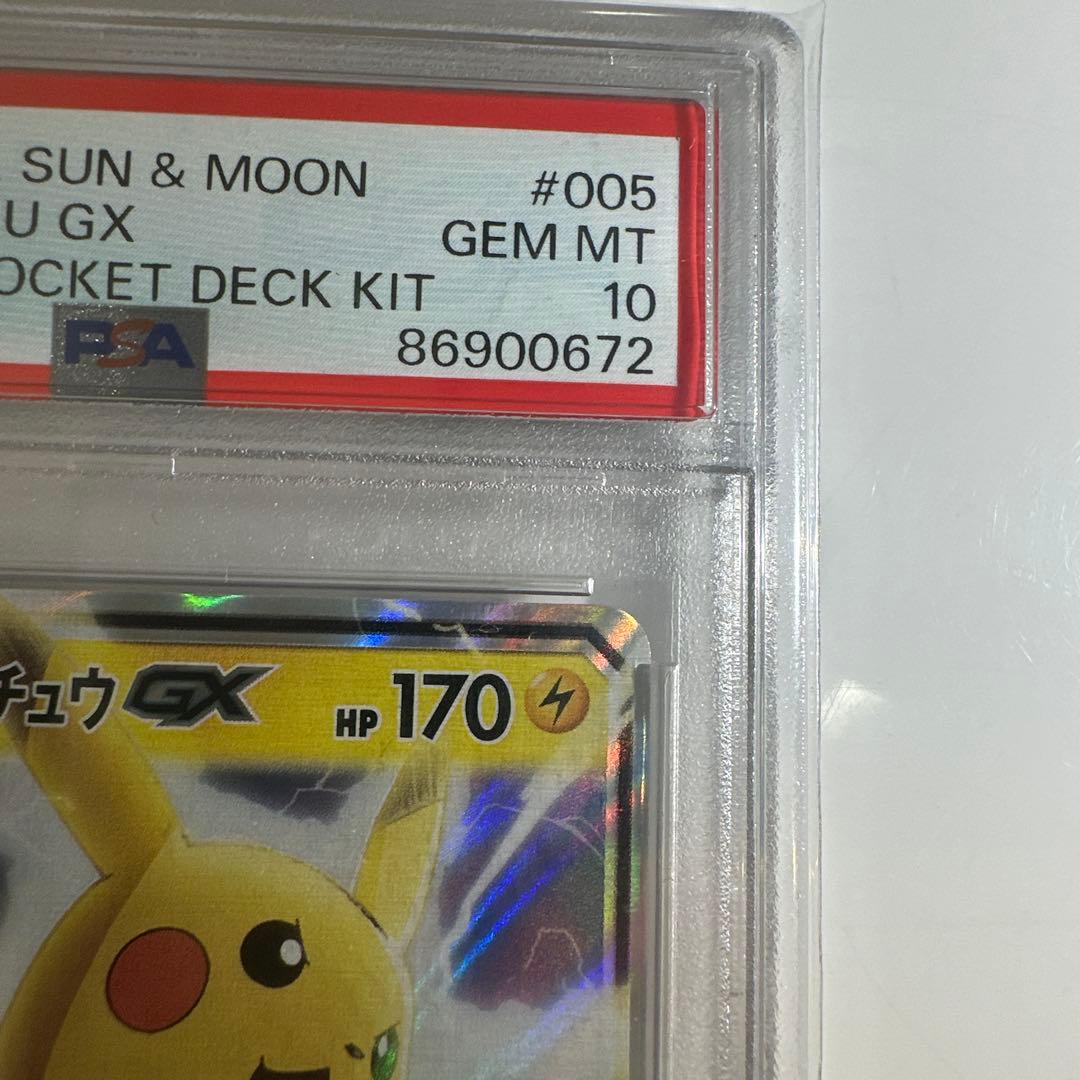 SUN & MOON #005
U GX GEM MT
OCKET DECK KIT 10
PSA 86900672
チュウGX HP 170